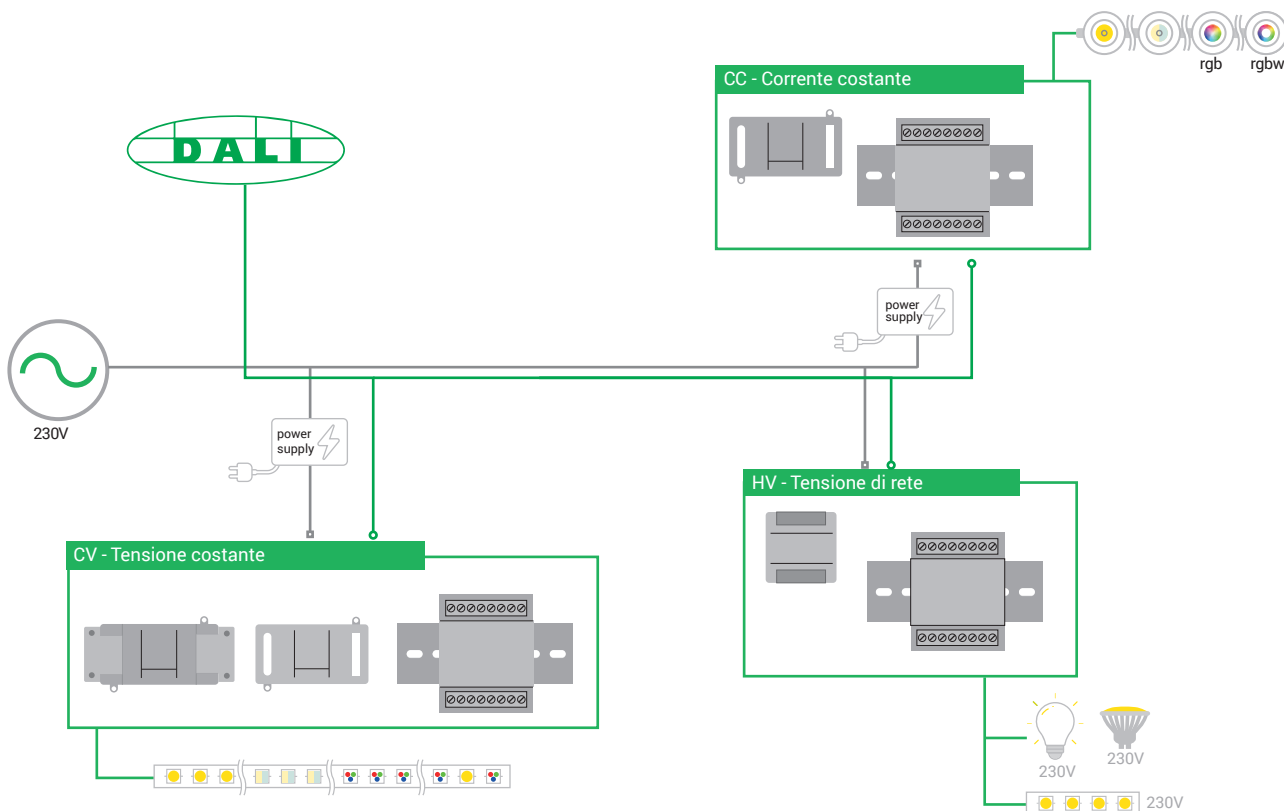 rgb rgbw
CC - Corrente costante
DALI
power
supply
230V
power
supply
HV - Tensione di rete
CV - Tensione costante
230V 230V
230V